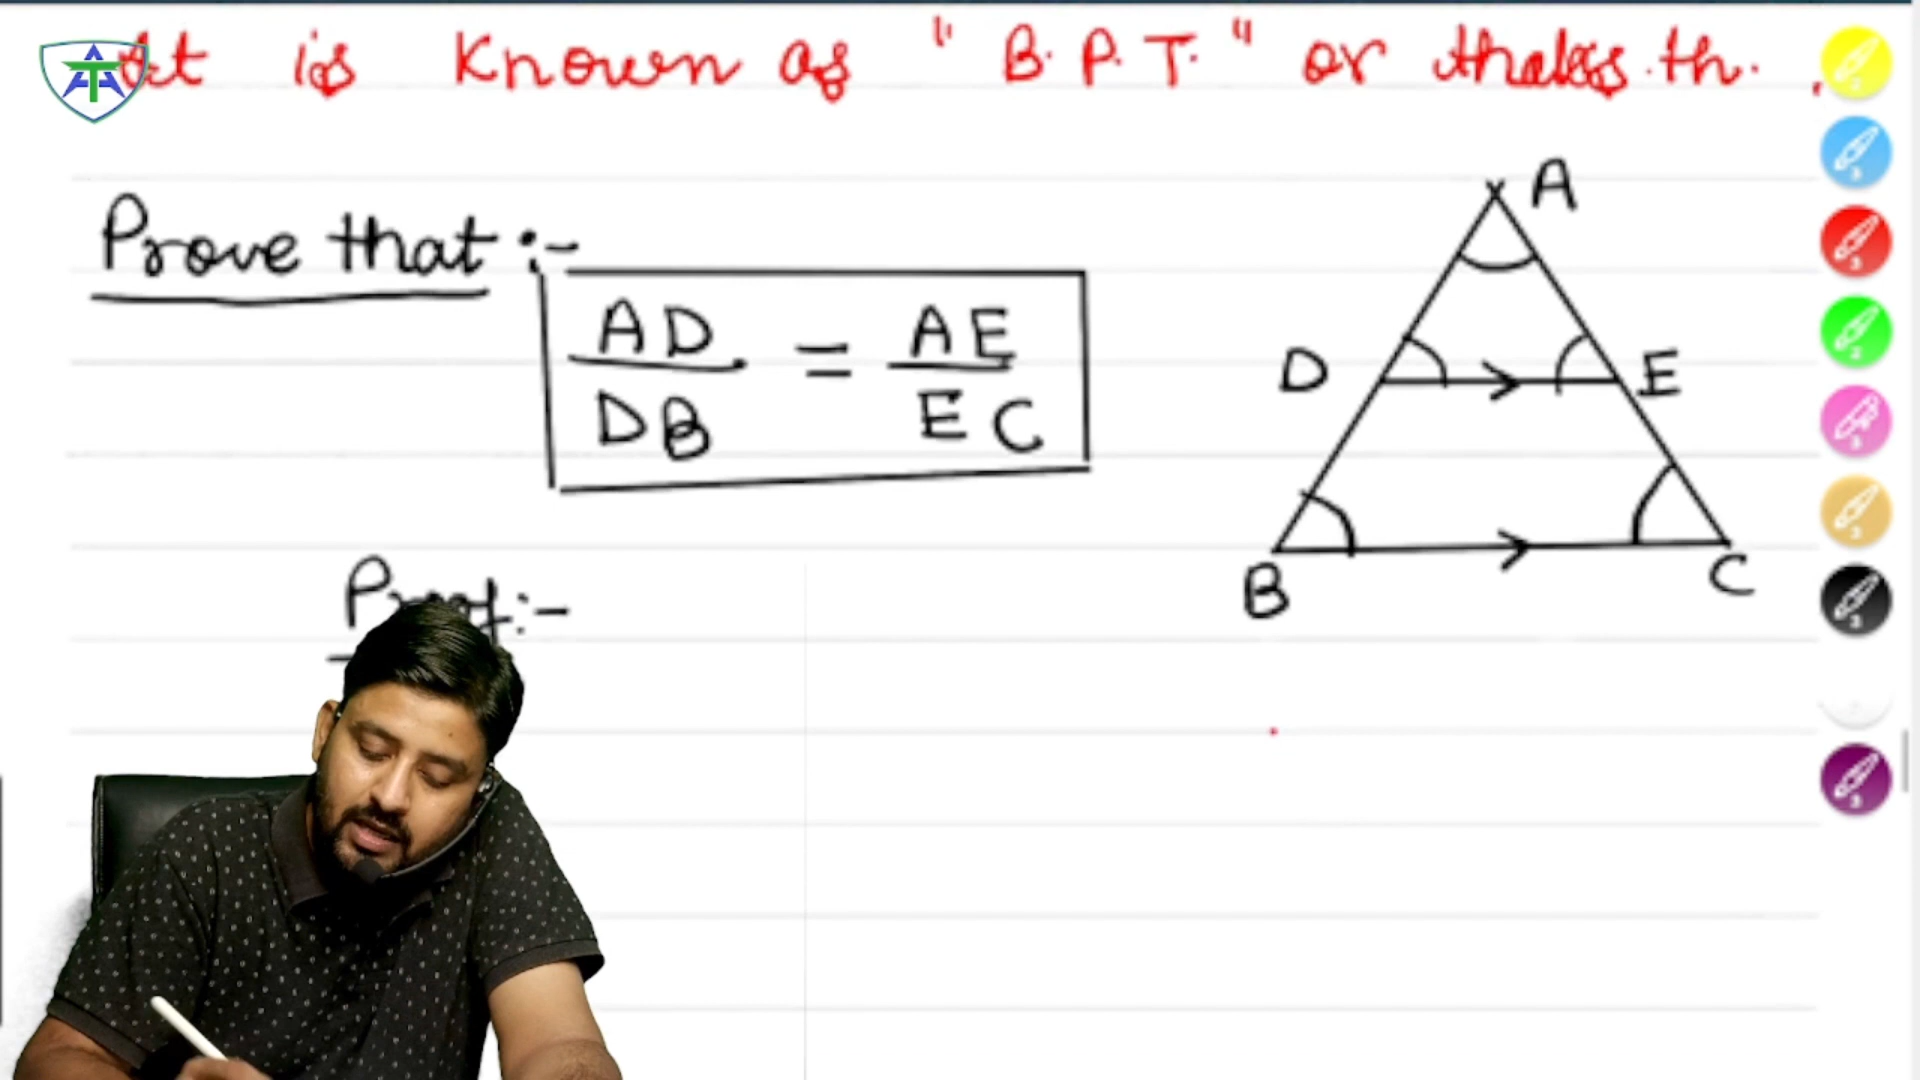 It is known as "B.P.T." or thales th.
A
Prove that :-
AD/DB = AE/EC
D E
B C
Proof:-